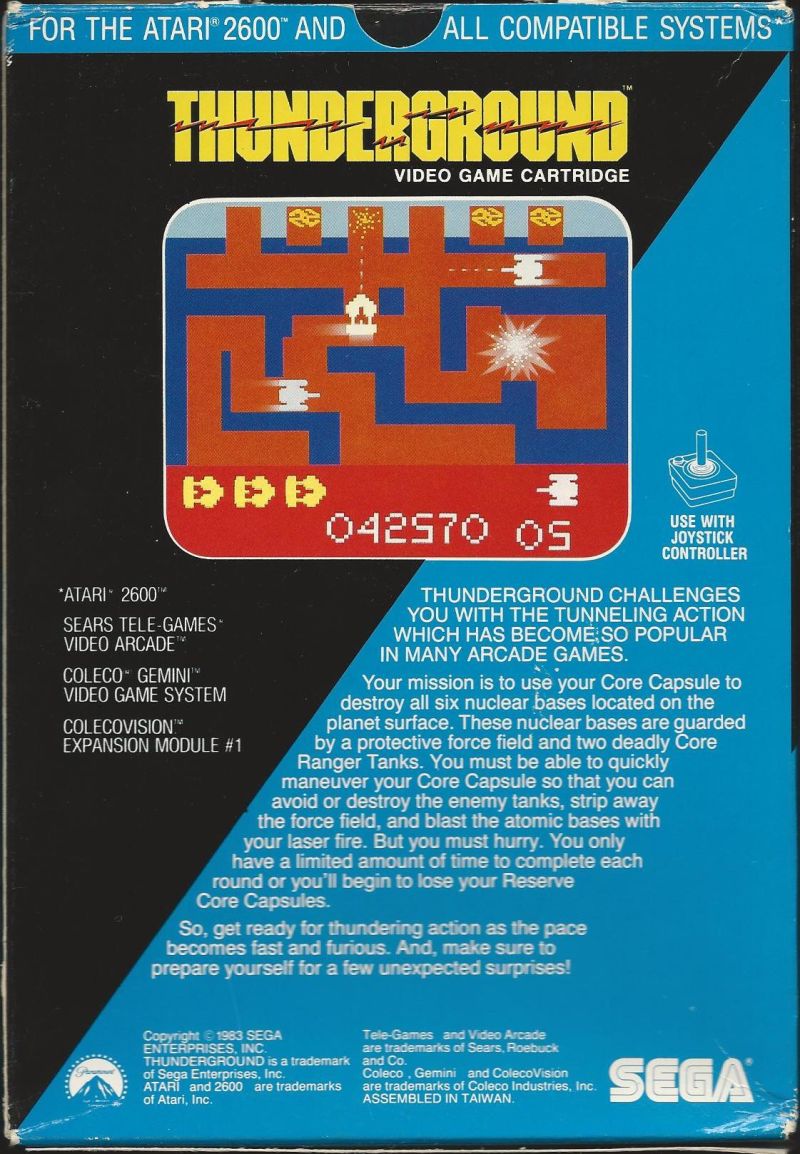 FOR THE ATARI® 2600™ AND ALL COMPATIBLE SYSTEMS*
THUNDERGROUND™
VIDEO GAME CARTRIDGE
042570 05
USE WITH
JOYSTICK
CONTROLLER
*ATARI® 2600™
SEARS TELE-GAMES®
VIDEO ARCADE™
COLECO® GEMINI™
VIDEO GAME SYSTEM
COLECOVISION™
EXPANSION MODULE #1
THUNDERGROUND CHALLENGES
YOU WITH THE TUNNELING ACTION
WHICH HAS BECOME SO POPULAR
IN MANY ARCADE GAMES.
Your mission is to use your Core Capsule to
destroy all six nuclear bases located on the
planet surface. These nuclear bases are guarded
by a protective force field and two deadly Core
Ranger Tanks. You must be able to quickly
maneuver your Core Capsule so that you can
avoid or destroy the enemy tanks, strip away
the force field, and blast the atomic bases with
your laser fire. But you must hurry. You only
have a limited amount of time to complete each
round or you'll begin to lose your Reserve
Core Capsules.
So, get ready for thundering action as the pace
becomes fast and furious. And, make sure to
prepare yourself for a few unexpected surprises!
Paramount
Copyright © 1983 SEGA
ENTERPRISES, INC.
THUNDERGROUND is a trademark
of Sega Enterprises, Inc.
ATARI and 2600 are trademarks
of Atari, Inc.
Tele-Games and Video Arcade
are trademarks of Sears, Roebuck
and Co.
Coleco, Gemini and ColecoVision
are trademarks of Coleco Industries, Inc.
ASSEMBLED IN TAIWAN.
SEGA®